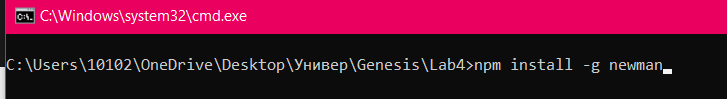 C:\Windows\system32\cmd.exe
C:\Users\10102\OneDrive\Desktop\Универ\Genesis\Lab4>npm install -g newman